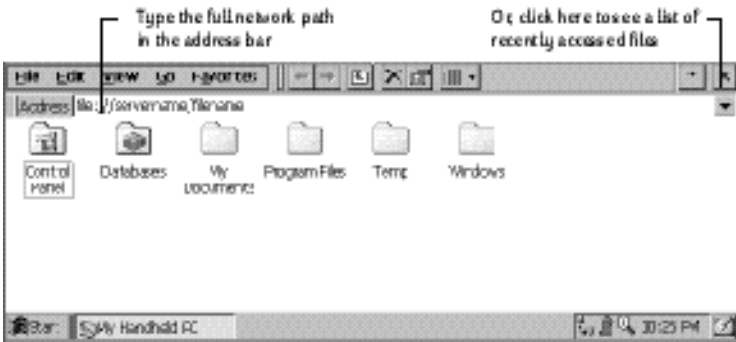 Type the full network path
in the address bar
Or, click here to see a list of
recently accessed files
File Edit View Go Favorites
Address file://servername/filename
Control
Panel
Databases
My
Documents
Program Files
Temp
Windows
Start
My Handheld PC
10:25 PM